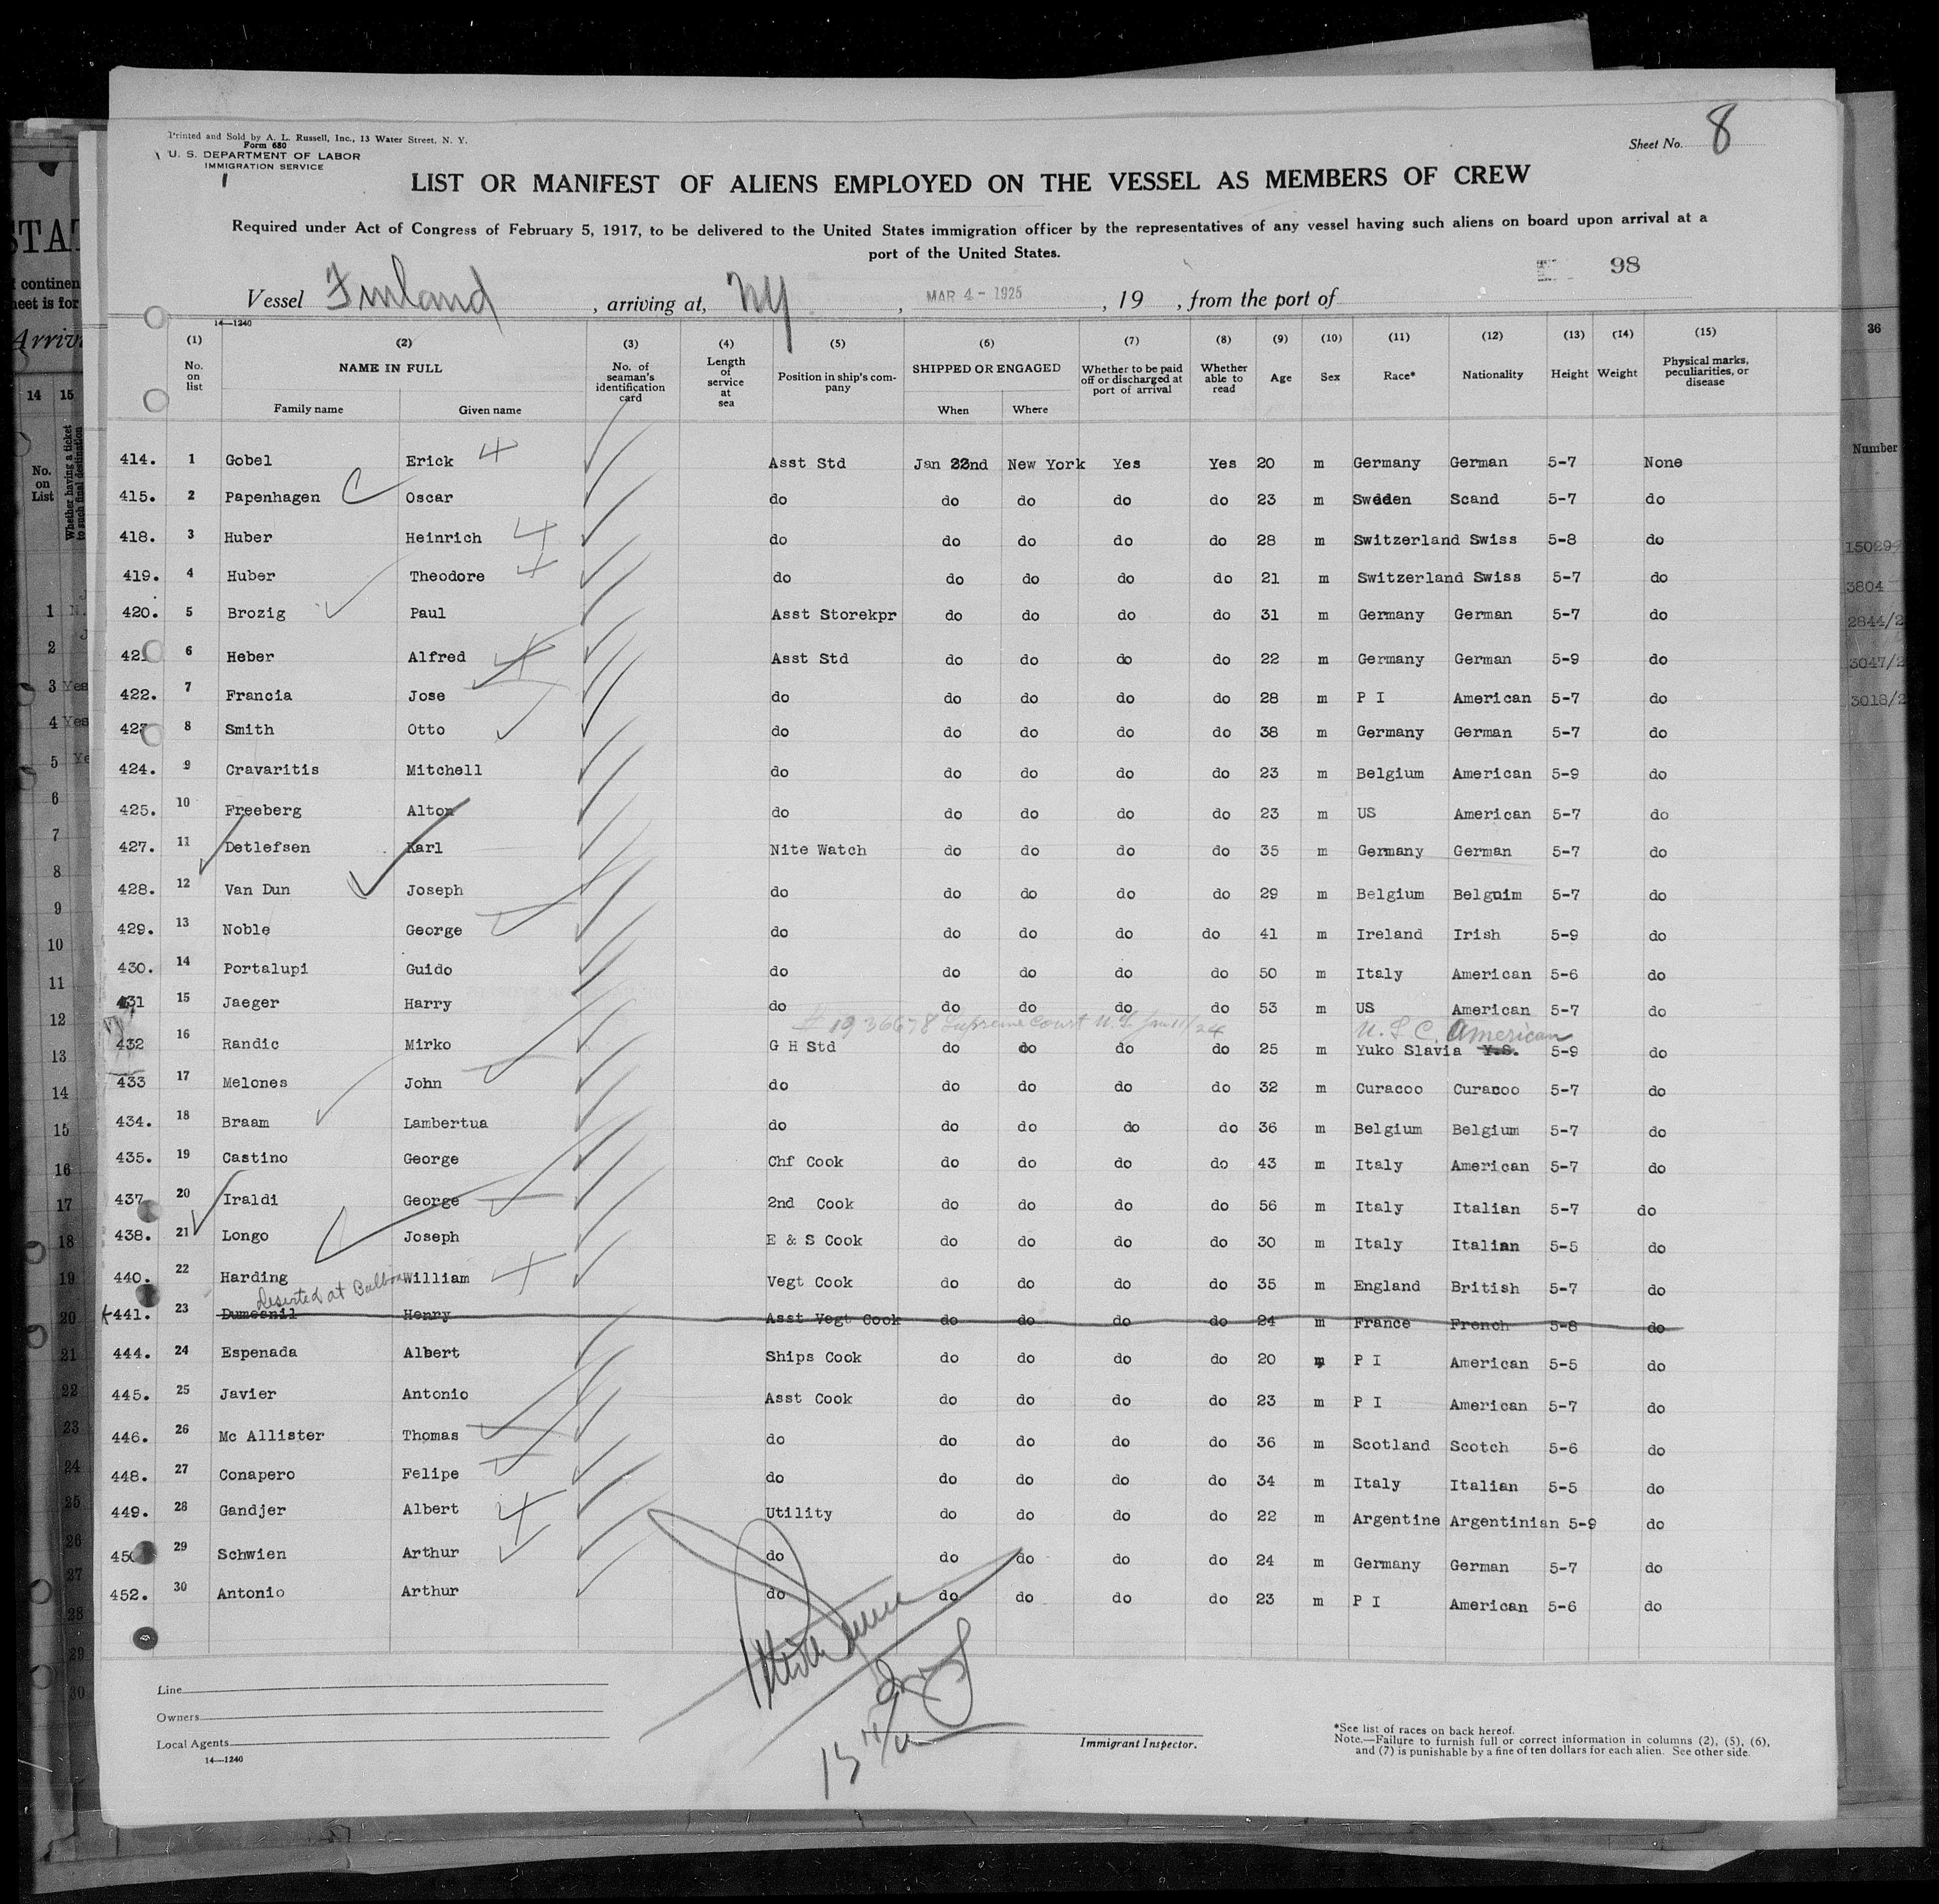 Printed and Sold by A. L. Russell, Inc., 13 Water Street, N. Y.
Form 680
U. S. DEPARTMENT OF LABOR
IMMIGRATION SERVICE
Sheet No. 8
LIST OR MANIFEST OF ALIENS EMPLOYED ON THE VESSEL AS MEMBERS OF CREW
Required under Act of Congress of February 5, 1917, to be delivered to the United States immigration officer by the representatives of any vessel having such aliens on board upon arrival at a
port of the United States.
98
Vessel Finland, arriving at, NY, MAR 4 - 1925, 19 , from the port of
14—1240
(1) (2) (3) (4) (5) (6) (7) (8) (9) (10) (11) (12) (13) (14) (15)
No. on list NAME IN FULL Family name Given name No. of seaman's identification card Length of service at sea Position in ship's company SHIPPED OR ENGAGED When Where Whether to be paid off or discharged at port of arrival Whether able to read Age Sex Race* Nationality Height Weight Physical marks, peculiarities, or disease
414. 1 Gobel Erick Asst Std Jan 22nd New York Yes Yes 20 m Germany German 5-7 None
415. 2 Papenhagen Oscar do do do do do 23 m Swdden Scand 5-7 do
418. 3 Huber Heinrich do do do do do 28 m Switzerland Swiss 5-8 do
419. 4 Huber Theodore do do do do do 21 m Switzerland Swiss 5-7 do
420. 5 Brozig Paul Asst Storekpr do do do do 31 m Germany German 5-7 do
6 Heber Alfred Asst Std do do do do 22 m Germany German 5-9 do
422. 7 Francia Jose do do do do do 28 m P I American 5-7 do
8 Smith Otto do do do do do 38 m Germany German 5-7 do
424. 9 Cravaritis Mitchell do do do do do 23 m Belgium American 5-9 do
425. 10 Freeberg Alton do do do do do 23 m US American 5-7 do
427. 11 Detlefsen Karl Nite Watch do do do do 35 m Germany German 5-7 do
428. 12 Van Dun Joseph do do do do do 29 m Belgium Belguim 5-7 do
429. 13 Noble George do do do do do 41 m Ireland Irish 5-9 do
430. 14 Portalupi Guido do do do do do 50 m Italy American 5-6 do
431 15 Jaeger Harry do do do do do 53 m US American 5-7 do
# 1936678 Supreme Court N.Y. Jan 11/24 U.S.C. American
432 16 Randic Mirko G H Std do do do do 25 m Yuko Slavia Y.S. 5-9 do
433 17 Melones John do do do do do 32 m Curacoo Curacoo 5-7 do
434. 18 Braam Lambertua do do do do do 36 m Belgium Belgium 5-7 do
435. 19 Castino George Chf Cook do do do do 43 m Italy American 5-7 do
437. 20 Iraldi George 2nd Cook do do do do 56 m Italy Italian 5-7 do
438. 21 Longo Joseph E & S Cook do do do do 30 m Italy Italian 5-5 do
440. 22 Harding William Vegt Cook do do do do 35 m England British 5-7 do
Deserted at Balboa
441. 23 Dumesnil Henry Asst Vegt Cook do do do do 24 m France French 5-8 do
444. 24 Espenada Albert Ships Cook do do do do 20 m P I American 5-5 do
445. 25 Javier Antonio Asst Cook do do do do 23 m P I American 5-7 do
446. 26 Mc Allister Thomas do do do do do 36 m Scotland Scotch 5-6 do
448. 27 Conapero Felipe do do do do do 34 m Italy Italian 5-5 do
449. 28 Gandjer Albert Utility do do do do 22 m Argentine Argentinian 5-9 do
29 Schwien Arthur do do do do do 24 m Germany German 5-7 do
452. 30 Antonio Arthur do do do do do 23 m P I American 5-6 do
Line
Owners
Local Agents
14—1240
Immigrant Inspector.
*See list of races on back hereof.
Note.—Failure to furnish full or correct information in columns (2), (5), (6),
and (7) is punishable by a fine of ten dollars for each alien. See other side.